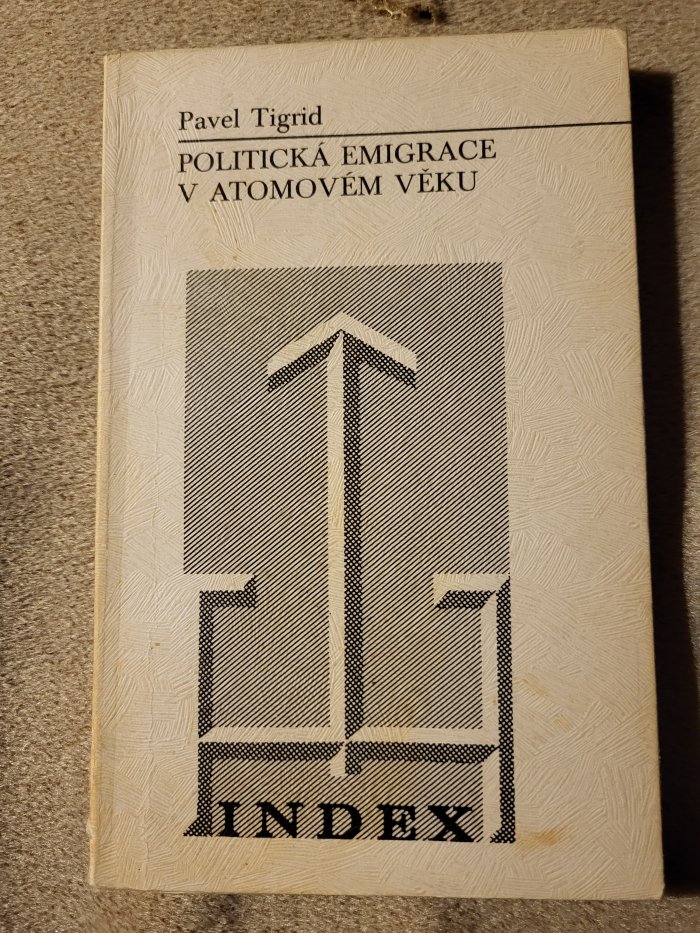 Pavel Tigrid
POLITICKÁ EMIGRACE
V ATOMOVÉM VĚKU
INDEX